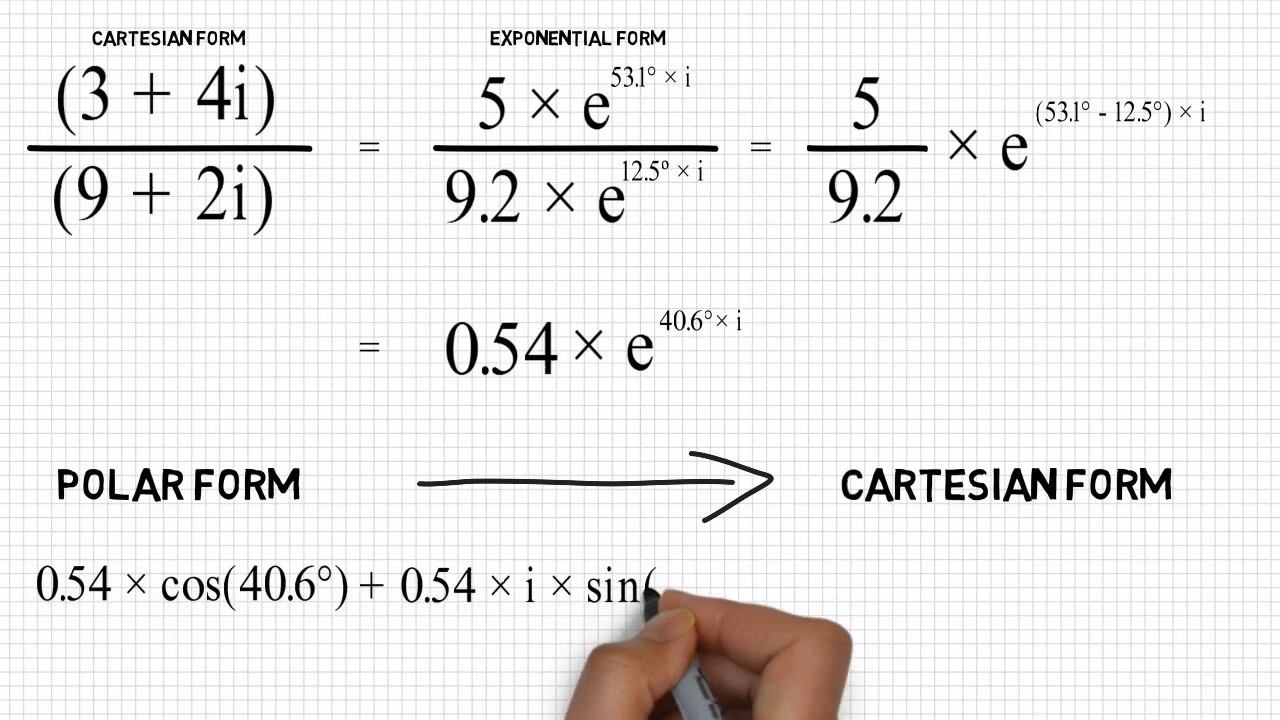 CARTESIAN FORM EXPONENTIAL FORM
(3 + 4i) / (9 + 2i) = 5 × e^(53.1° × i) / 9.2 × e^(12.5° × i) = 5 / 9.2 × e^((53.1° - 12.5°) × i)
= 0.54 × e^(40.6° × i)
POLAR FORM → CARTESIAN FORM
0.54 × cos(40.6°) + 0.54 × i × sin(